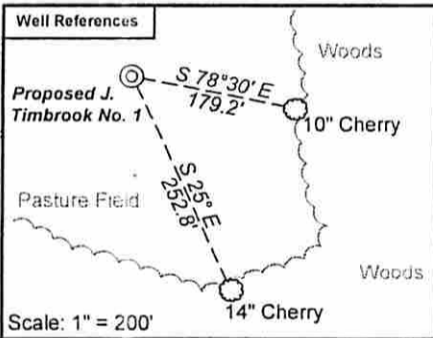 Well References
Woods
S 78°30' E
179.2'
Proposed J.
Timbrook No. 1
10" Cherry
S 25° E
252.8'
Pasture Field
Woods
14" Cherry
Scale: 1" = 200'